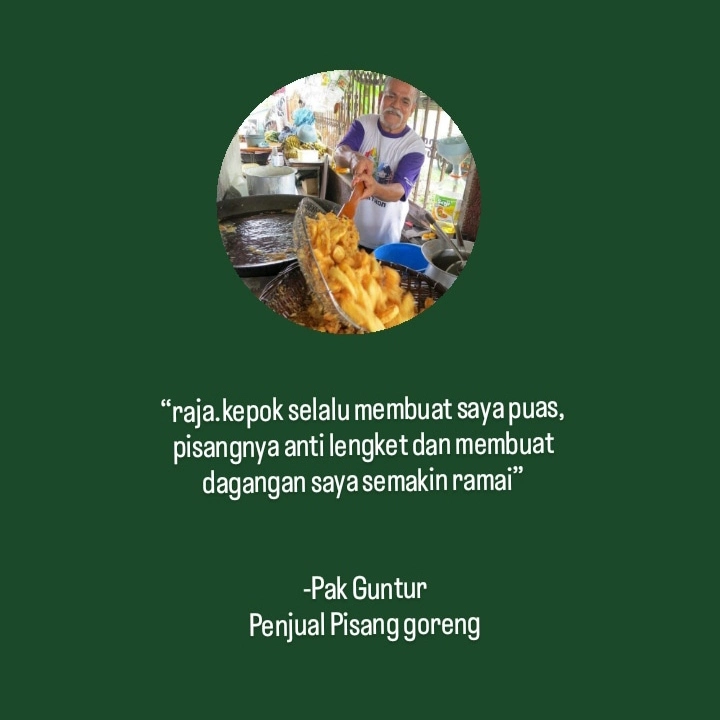 “raja.kepok selalu membuat saya puas,
pisangnya anti lengket dan membuat
dagangan saya semakin ramai”
-Pak Guntur
Penjual Pisang goreng